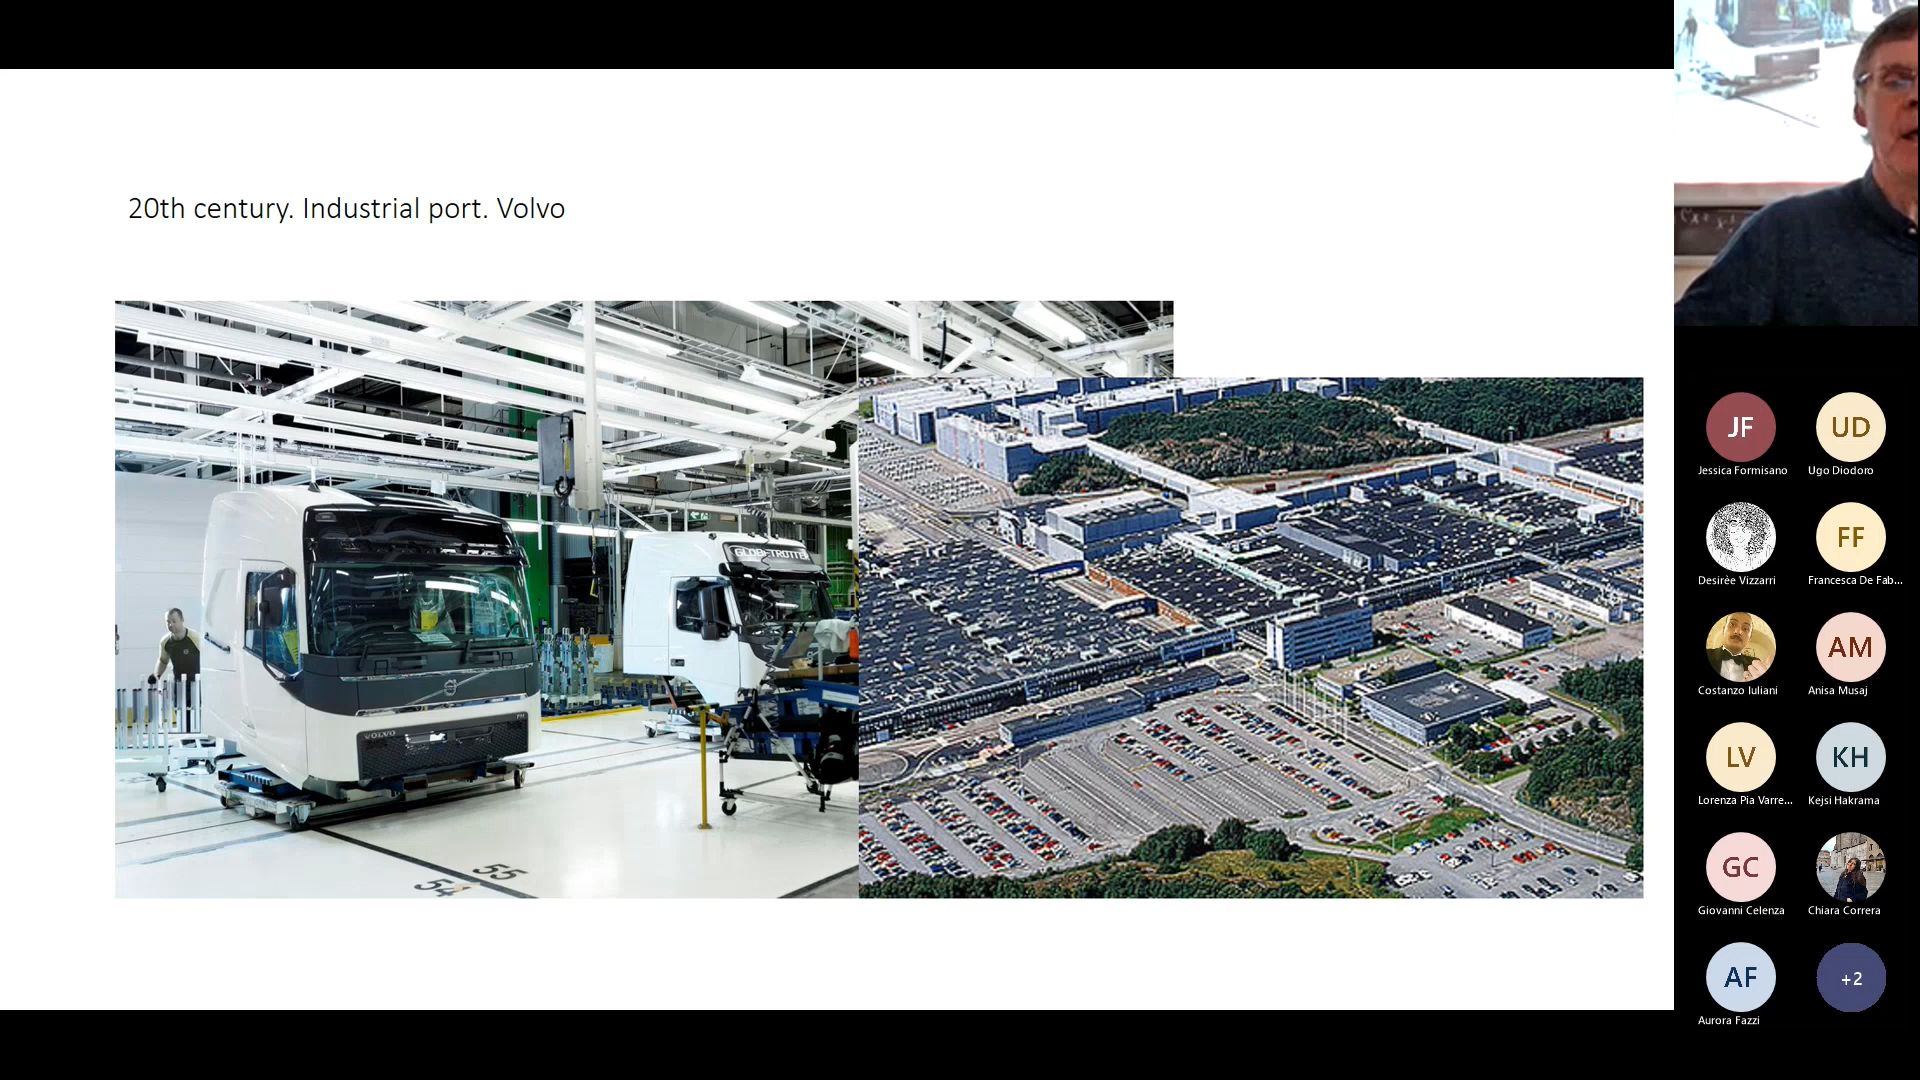 20th century. Industrial port. Volvo
GLOBETROTTER
VOLVO
FH
55
54
JF
Jessica Formisano
UD
Ugo Diodoro
Desirèe Vizzarri
FF
Francesca De Fab...
Costanzo Iuliani
AM
Anisa Musaj
LV
Lorenza Pia Varre...
KH
Kejsi Hakrama
GC
Giovanni Celenza
Chiara Correra
AF
Aurora Fazzi
+2